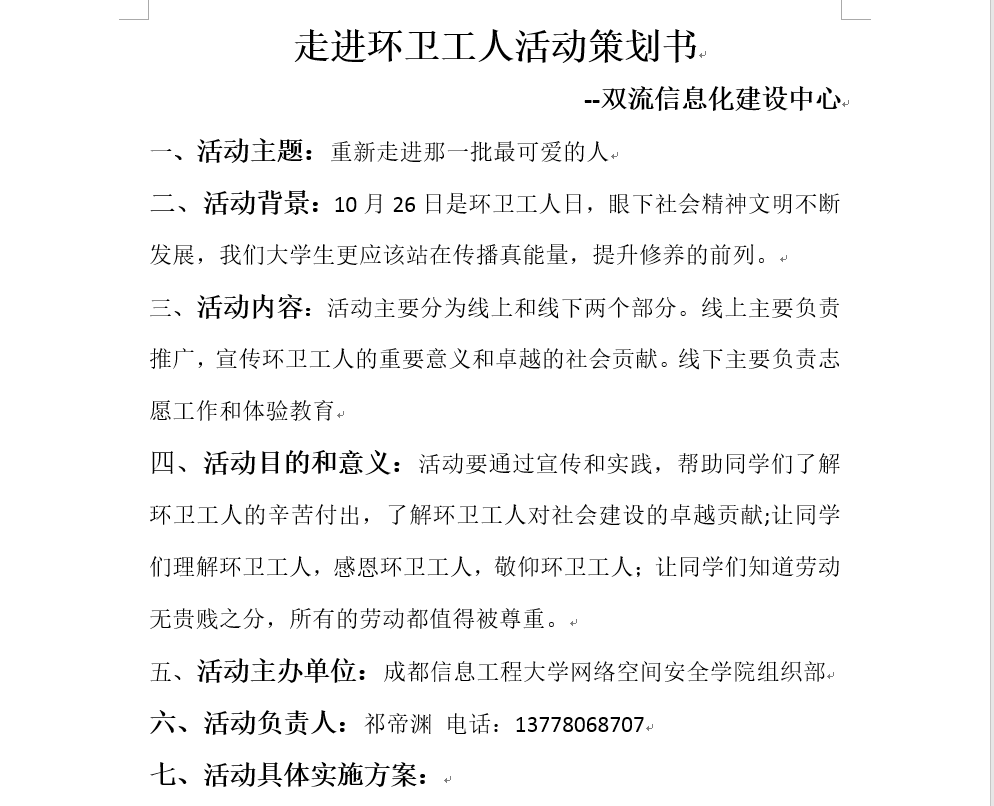 走进环卫工人活动策划书
--双流信息化建设中心
一、活动主题：重新走进那一批最可爱的人
二、活动背景：10月26日是环卫工人日，眼下社会精神文明不断
发展，我们大学生更应该站在传播真能量，提升修养的前列。
三、活动内容：活动主要分为线上和线下两个部分。线上主要负责
推广，宣传环卫工人的重要意义和卓越的社会贡献。线下主要负责志
愿工作和体验教育
四、活动目的和意义：活动要通过宣传和实践，帮助同学们了解
环卫工人的辛苦付出，了解环卫工人对社会建设的卓越贡献;让同学
们理解环卫工人，感恩环卫工人，敬仰环卫工人；让同学们知道劳动
无贵贱之分，所有的劳动都值得被尊重。
五、活动主办单位：成都信息工程大学网络空间安全学院组织部
六、活动负责人：祁帝渊 电话：13778068707
七、活动具体实施方案：